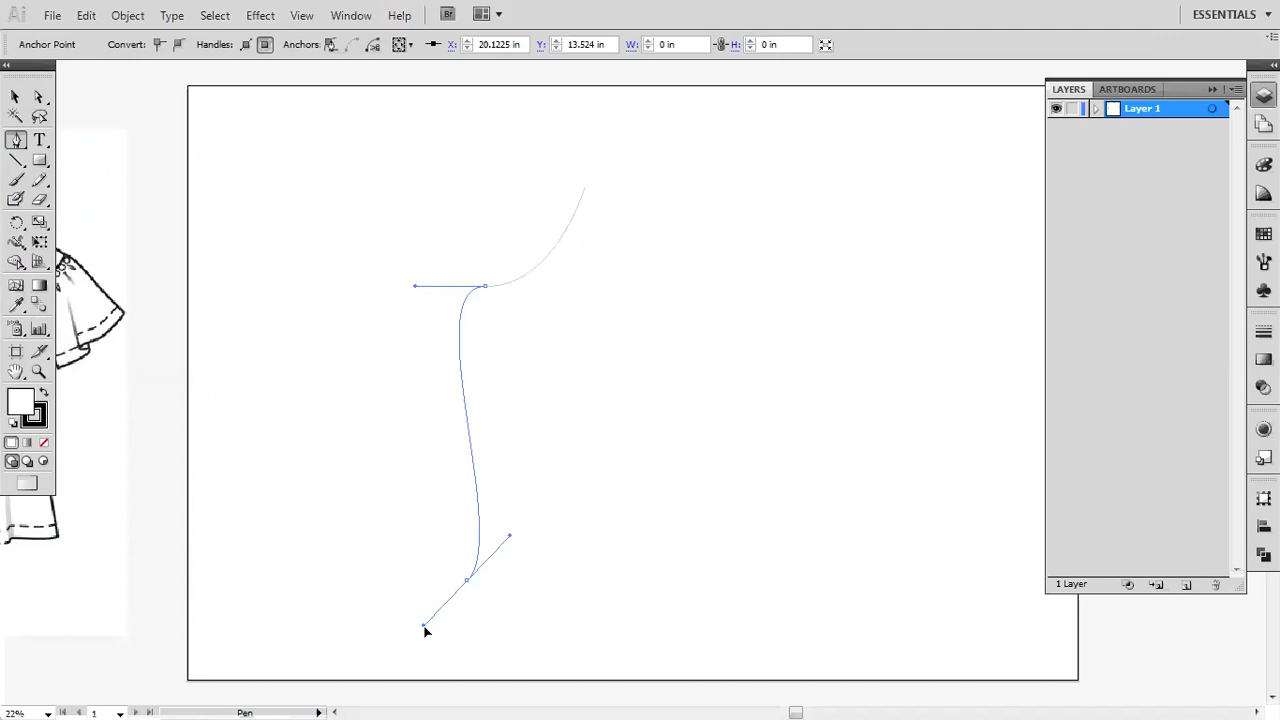 Ai File Edit Object Type Select Effect View Window Help Br ESSENTIALS
Anchor Point Convert: Handles: Anchors: X: 20.1225 in Y: 13.524 in W: 0 in H: 0 in
LAYERS ARTBOARDS
Layer 1
T
1 Layer
22% 1 Pen